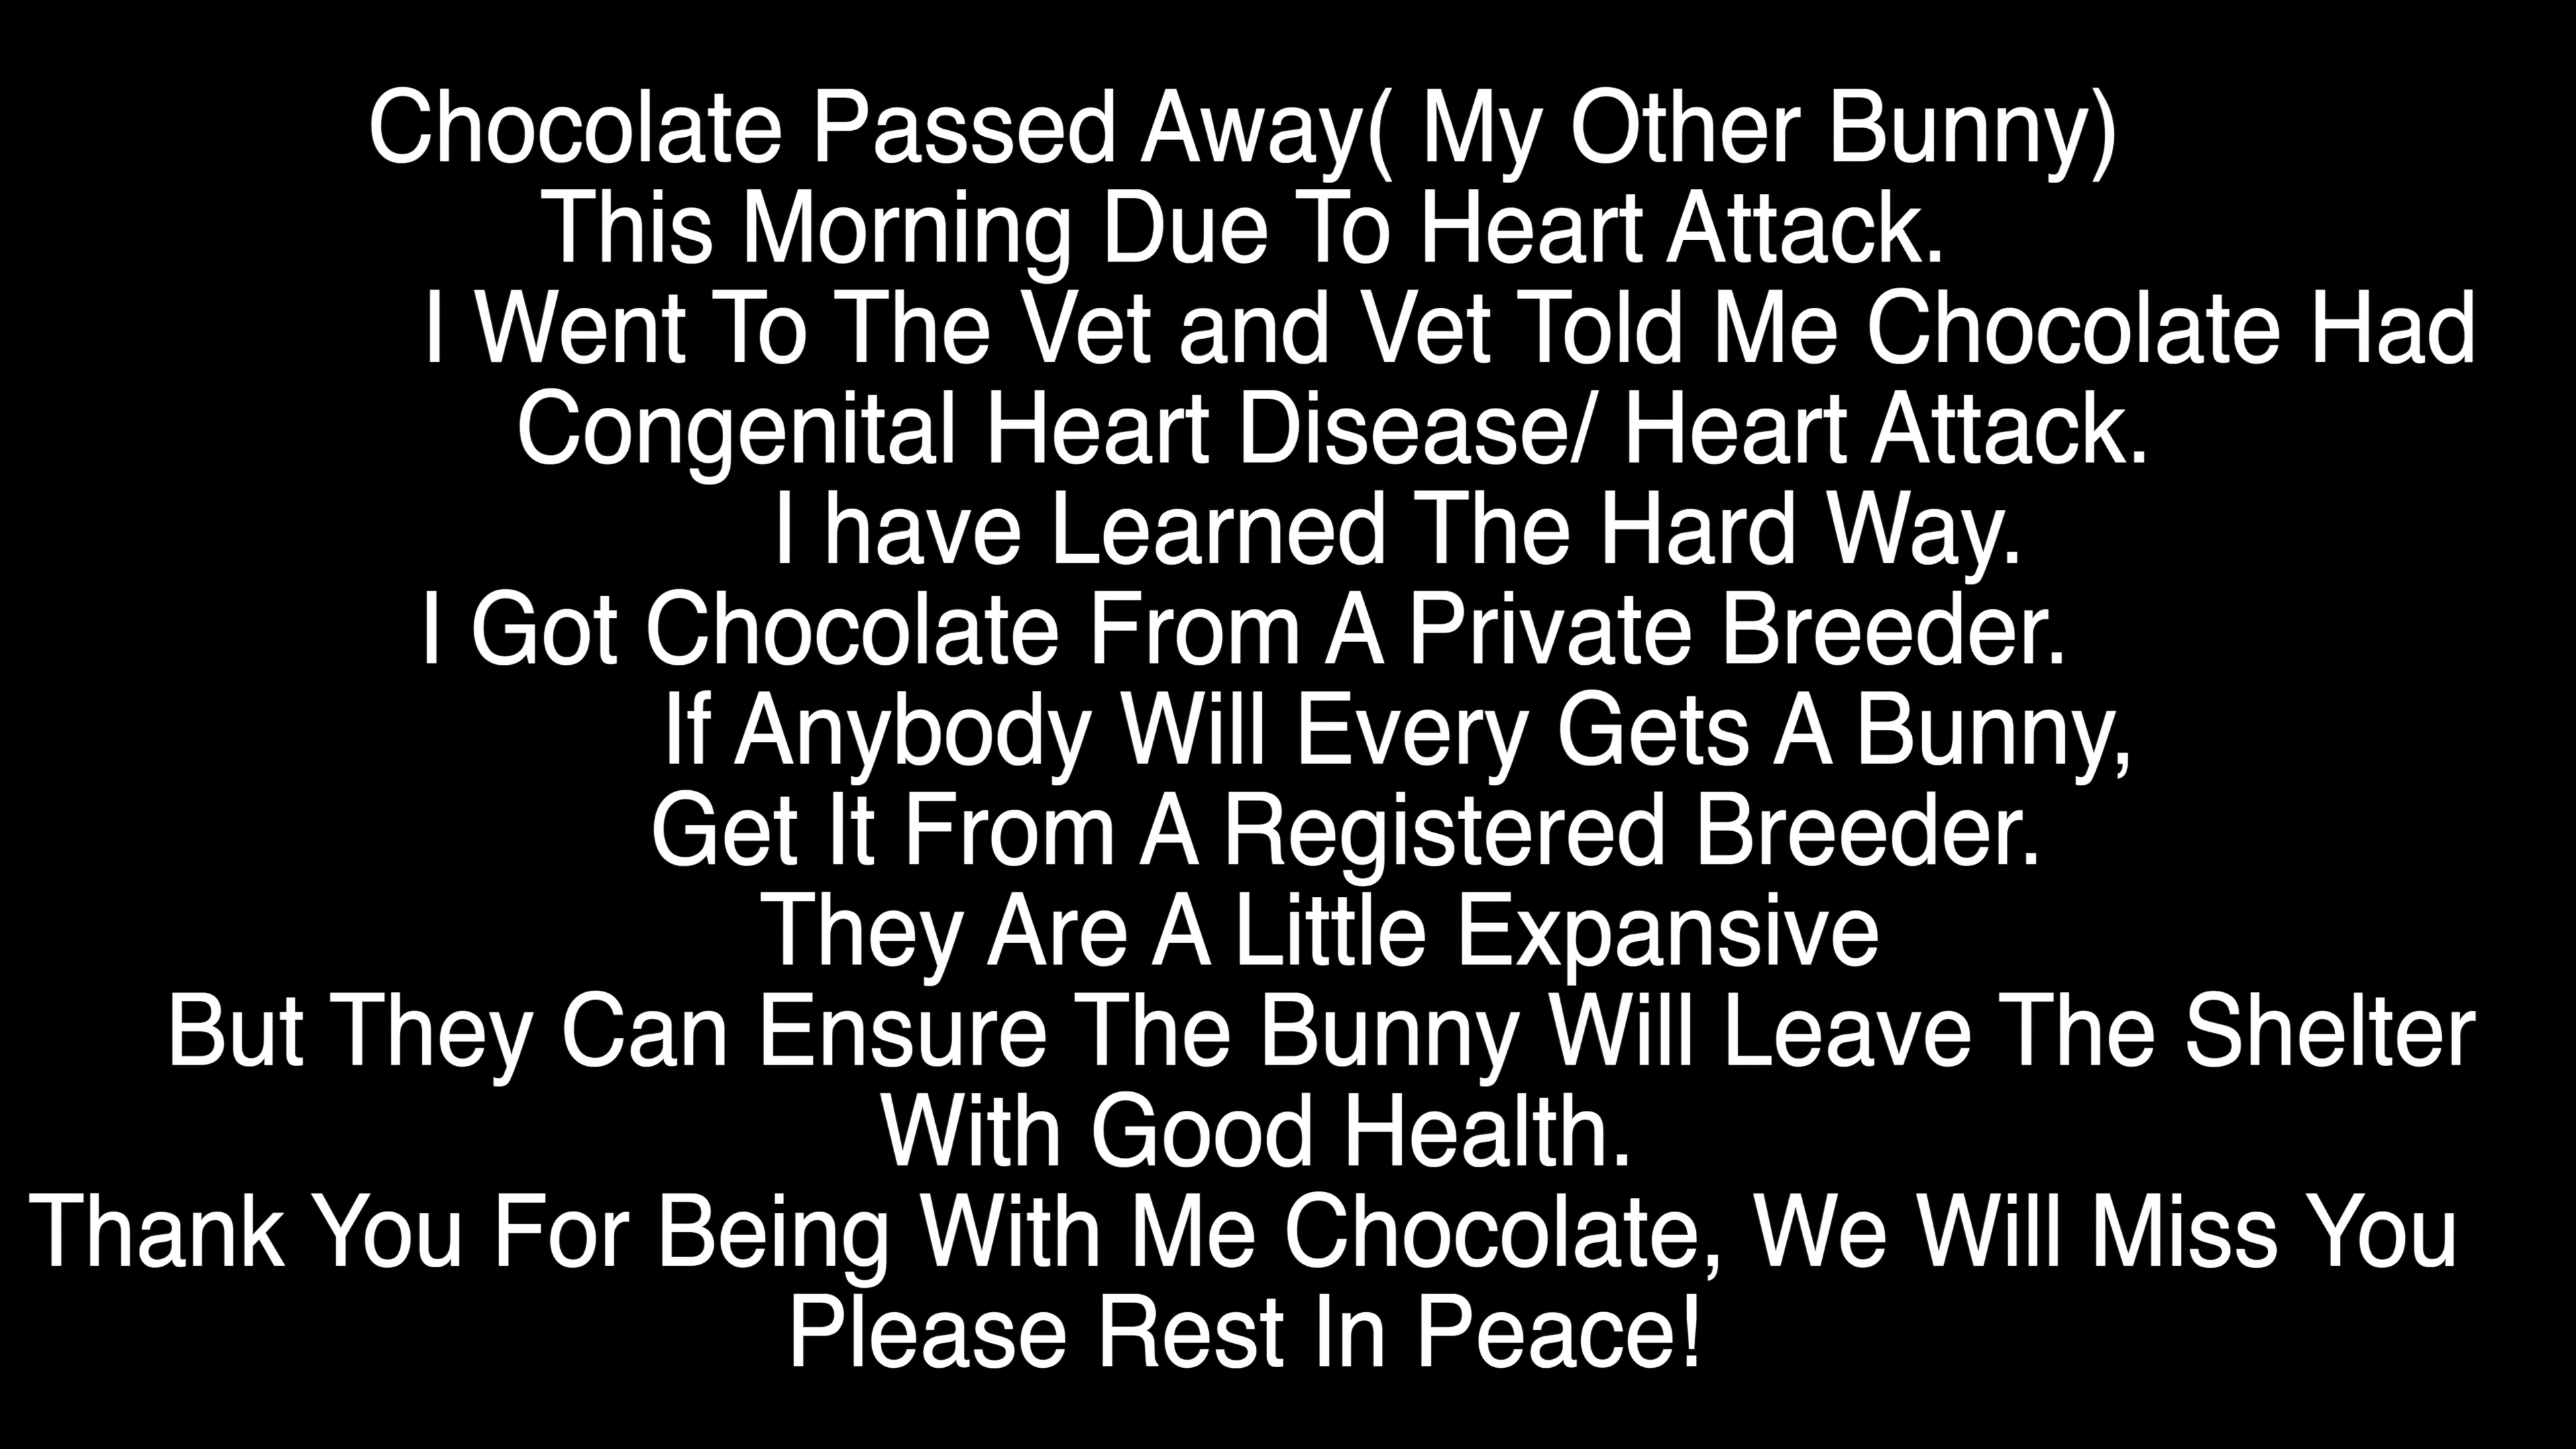 Chocolate Passed Away( My Other Bunny)
This Morning Due To Heart Attack.
I Went To The Vet and Vet Told Me Chocolate Had
Congenital Heart Disease/ Heart Attack.
I have Learned The Hard Way.
I Got Chocolate From A Private Breeder.
If Anybody Will Every Gets A Bunny,
Get It From A Registered Breeder.
They Are A Little Expansive
But They Can Ensure The Bunny Will Leave The Shelter
With Good Health.
Thank You For Being With Me Chocolate, We Will Miss You
Please Rest In Peace!